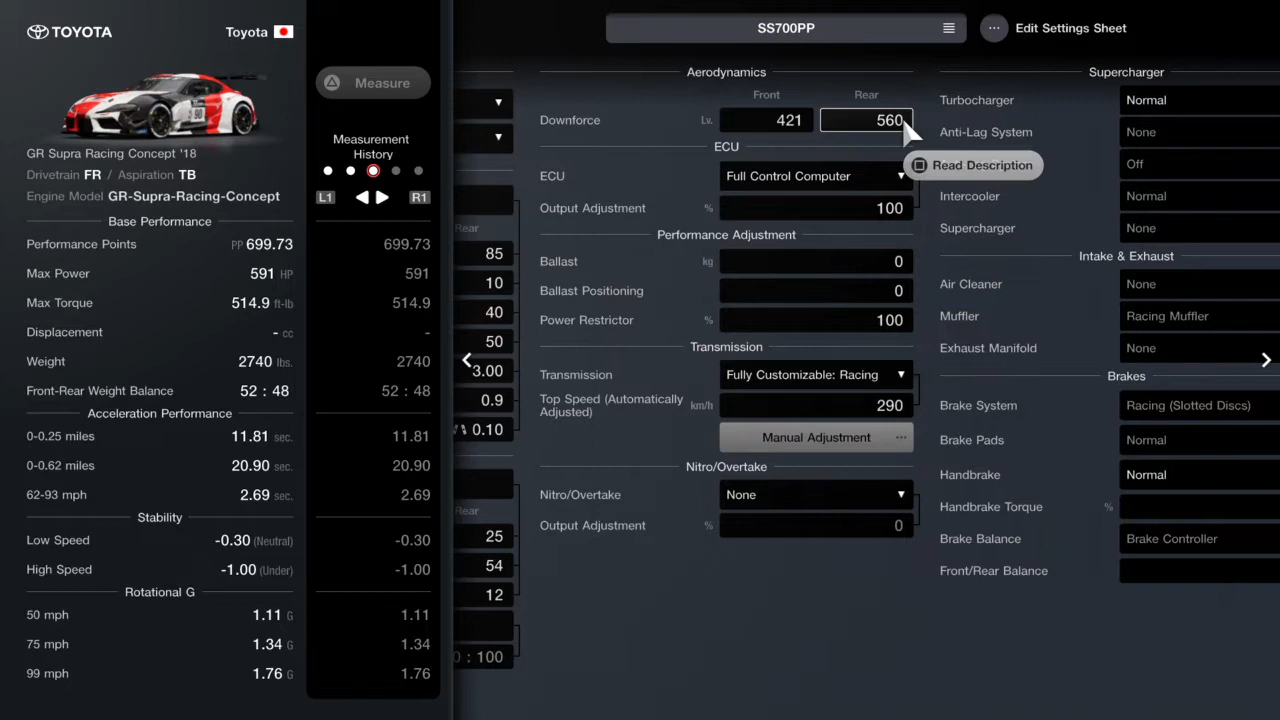 TOYOTA
Toyota
GR Supra Racing Concept '18
Drivetrain FR / Aspiration TB
Engine Model GR-Supra-Racing-Concept
Base Performance
Performance Points PP 699.73
Max Power 591 HP
Max Torque 514.9 ft-lb
Displacement - cc
Weight 2740 lbs.
Front-Rear Weight Balance 52 : 48
Acceleration Performance
0-0.25 miles 11.81 sec.
0-0.62 miles 20.90 sec.
62-93 mph 2.69 sec.
Stability
Low Speed -0.30 (Neutral)
High Speed -1.00 (Under)
Rotational G
50 mph 1.11 G
75 mph 1.34 G
99 mph 1.76 G
Measure
Measurement
History
L1 R1
699.73
591
514.9
-
2740
52 : 48
11.81
20.90
2.69
-0.30
-1.00
1.11
1.34
1.76
Rear
85
10
40
50
3.00
0.9
0.10
Rear
25
54
12
0 : 100
SS700PP
Edit Settings Sheet
Aerodynamics
Front Rear
Downforce Lv. 421 560
Read Description
ECU
ECU Full Control Computer
Output Adjustment % 100
Performance Adjustment
Ballast kg 0
Ballast Positioning 0
Power Restrictor % 100
Transmission
Transmission Fully Customizable: Racing
Top Speed (Automatically
Adjusted) km/h 290
Manual Adjustment
Nitro/Overtake
Nitro/Overtake None
Output Adjustment % 0
Supercharger
Turbocharger Normal
Anti-Lag System None
Off
Intercooler Normal
Supercharger None
Intake & Exhaust
Air Cleaner None
Muffler Racing Muffler
Exhaust Manifold None
Brakes
Brake System Racing (Slotted Discs)
Brake Pads Normal
Handbrake Normal
Handbrake Torque %
Brake Balance Brake Controller
Front/Rear Balance